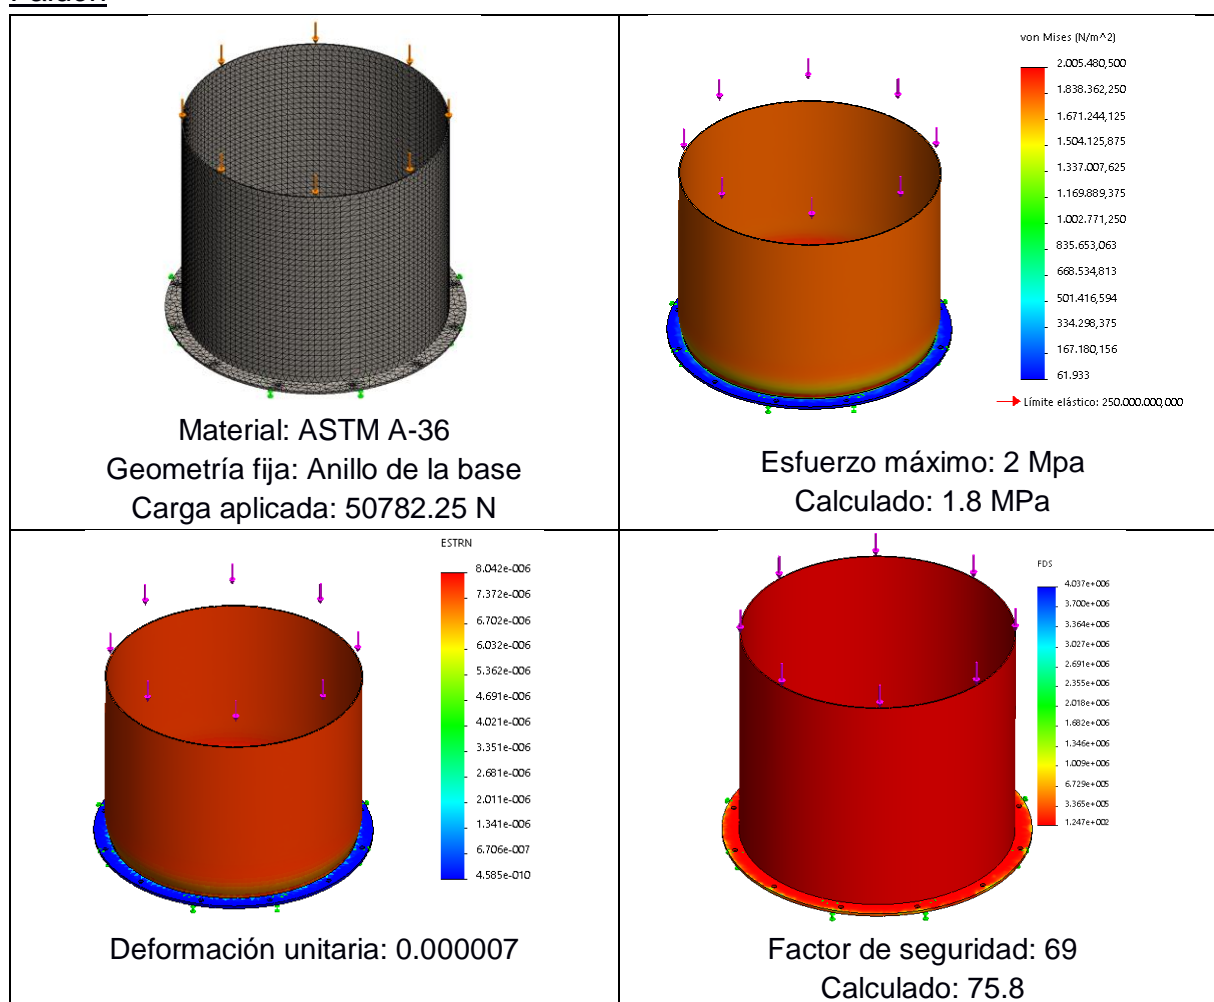 von Mises (N/m^2)
2.005.480,500
1.838.362,250
1.671.244,125
1.504.125,875
1.337.007,625
1.169.889,375
1.002.771,250
835.653,063
668.534,813
501.416,594
334.298,375
167.180,156
61.933
Límite elástico: 250.000.000,000
Material: ASTM A-36
Geometría fija: Anillo de la base
Carga aplicada: 50782.25 N
Esfuerzo máximo: 2 Mpa
Calculado: 1.8 MPa
ESTRN
8.042e-006
7.372e-006
6.702e-006
6.032e-006
5.362e-006
4.691e-006
4.021e-006
3.351e-006
2.681e-006
2.011e-006
1.341e-006
6.706e-007
4.585e-010
Deformación unitaria: 0.000007
FDS
4.037e+006
3.700e+006
3.364e+006
3.027e+006
2.691e+006
2.355e+006
2.018e+006
1.682e+006
1.346e+006
1.009e+006
6.729e+005
3.365e+005
1.247e+002
Factor de seguridad: 69
Calculado: 75.8